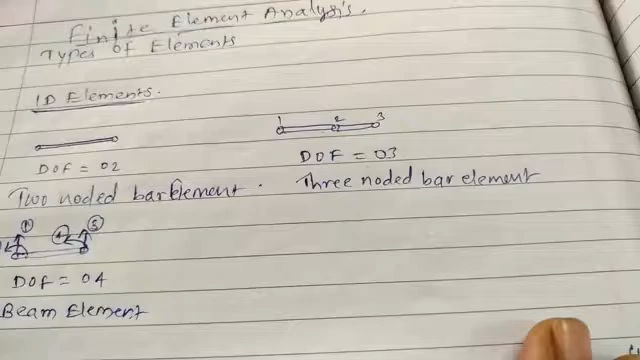 Finite Element Analysis.
Types of Elements
1D Elements.
1 2 3
DOF = 02
DOF = 03
Two noded bar Element.
Three noded bar element
DOF = 04
Beam Element